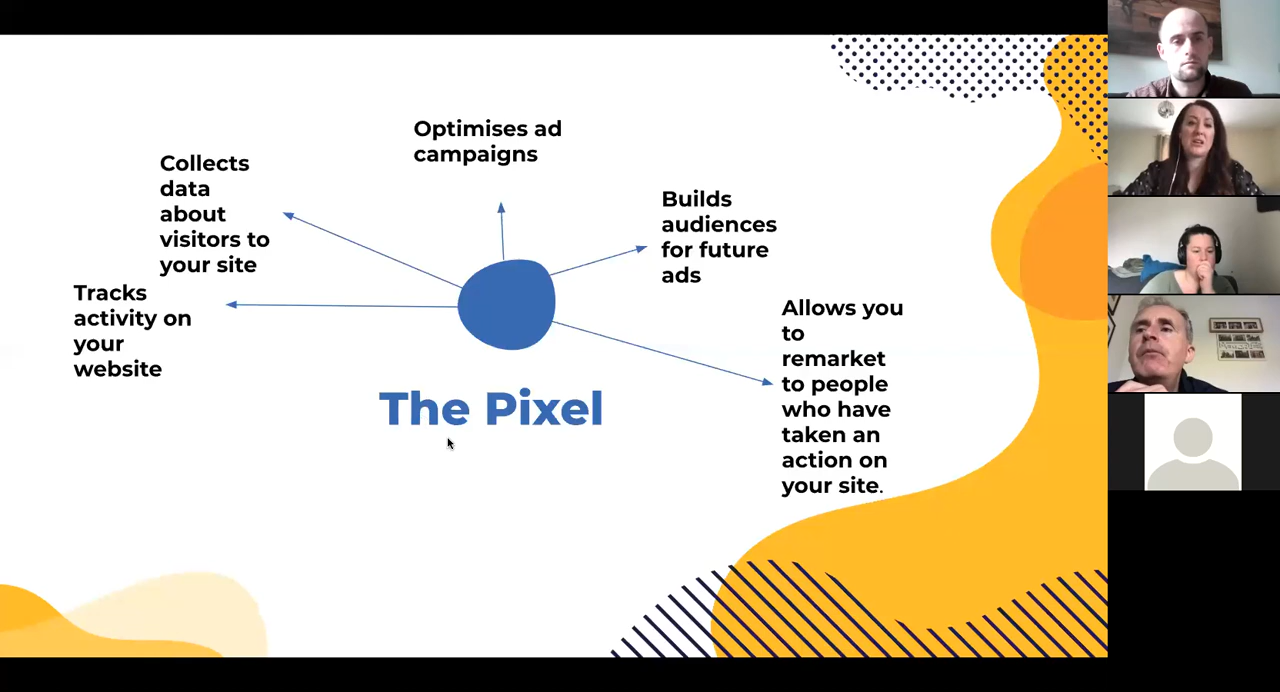 Optimises ad
campaigns
Collects
data
about
visitors to
your site
Builds
audiences
for future
ads
Tracks
activity on
your
website
Allows you
to
remarket
to people
who have
taken an
action on
your site.
The Pixel